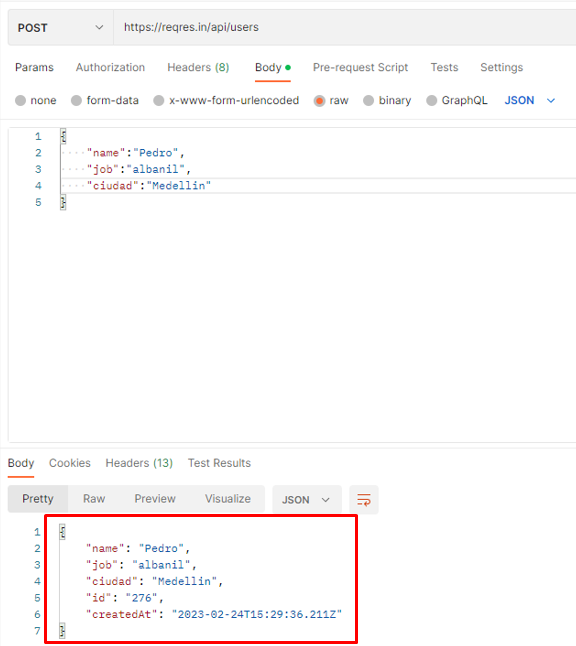 POST https://reqres.in/api/users
Params Authorization Headers (8) Body Pre-request Script Tests Settings
none form-data x-www-form-urlencoded raw binary GraphQL JSON
1 {
2 ····"name":"Pedro",
3 ····"job":"albanil",
4 ····"ciudad":"Medellin"
5 }
Body Cookies Headers (13) Test Results
Pretty Raw Preview Visualize JSON
1 {
2 "name": "Pedro",
3 "job": "albanil",
4 "ciudad": "Medellin",
5 "id": "276",
6 "createdAt": "2023-02-24T15:29:36.211Z"
7 }